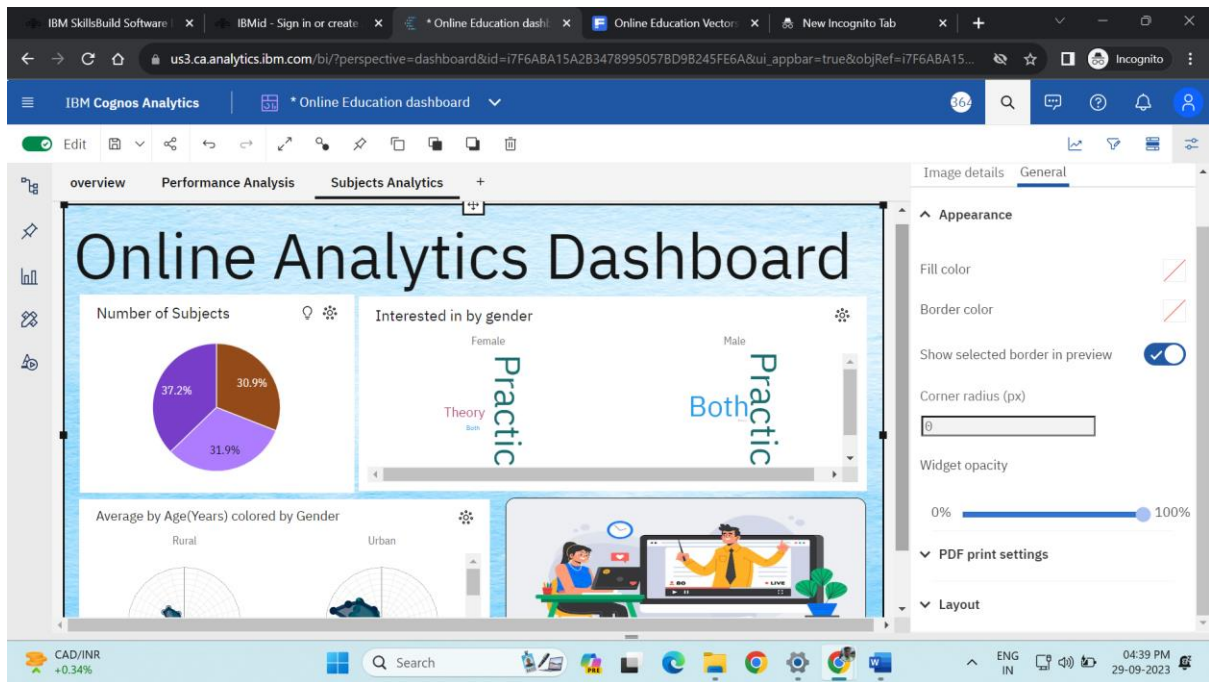 IBM SkillsBuild Software
IBMid - Sign in or create
* Online Education dashb
Online Education Vectors
New Incognito Tab
us3.ca.analytics.ibm.com/bi/?perspective=dashboard&id=i7F6ABA15A2B3478995057BD9B245FE6A&ui_appbar=true&objRef=i7F6ABA15...
Incognito
IBM Cognos Analytics
* Online Education dashboard
364
Edit
overview Performance Analysis Subjects Analytics +
Image details General
Appearance
Fill color
Border color
Show selected border in preview
Corner radius (px)
0
Widget opacity
0% 100%
PDF print settings
Layout
Online Analytics Dashboard
Number of Subjects
37.2%
30.9%
31.9%
Interested in by gender
Female
Male
Practic
Theory
Both
Practic
Both
Average by Age(Years) colored by Gender
Rural
Urban
BO
LIVE
CAD/INR
+0.34%
Search
PRE
ENG
IN
04:39 PM
29-09-2023